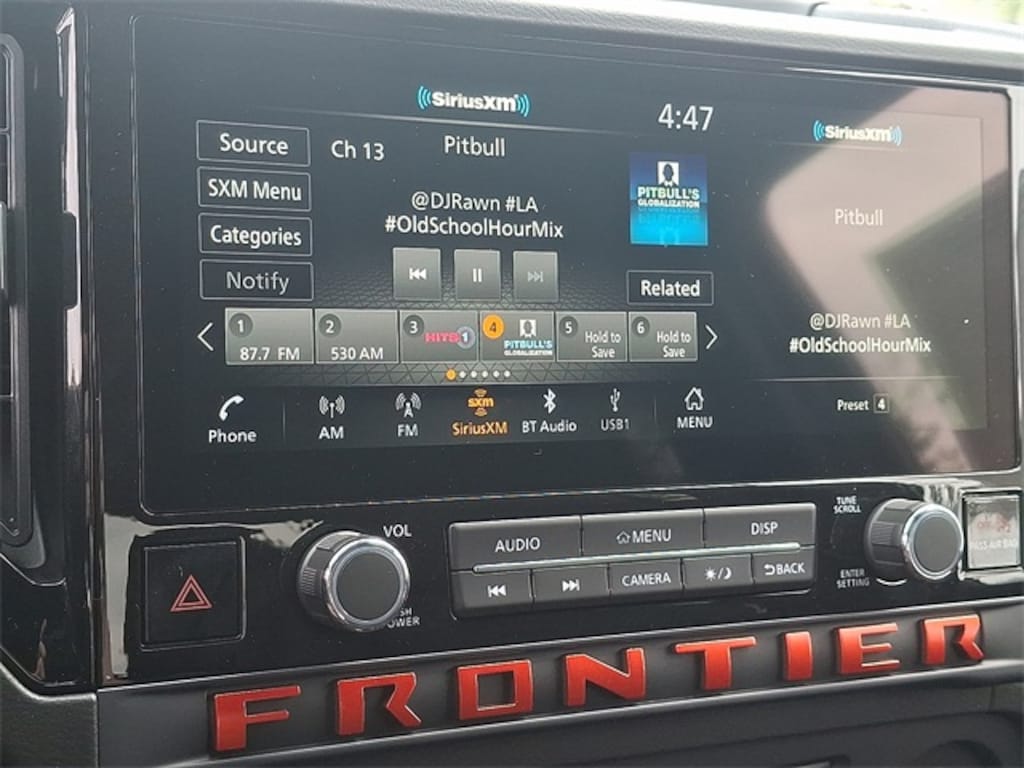 SiriusXM
4:47
SiriusXM
Source
Ch 13
Pitbull
SXM Menu
@DJRawn #LA
#OldSchoolHourMix
PITBULL'S
GLOBALIZATION
Pitbull
Categories
Notify
Related
@DJRawn #LA
#OldSchoolHourMix
1
87.7 FM
2
530 AM
3
HITS 1
4
PITBULL'S
GLOBALIZATION
5
Hold to
Save
6
Hold to
Save
Preset 4
Phone
AM
FM
sxm
SiriusXM
BT Audio
USB1
MENU
VOL
AUDIO
MENU
DISP
TUNE
SCROLL
CAMERA
BACK
ENTER
SETTING
PASS AIR BAG
FRONTIER